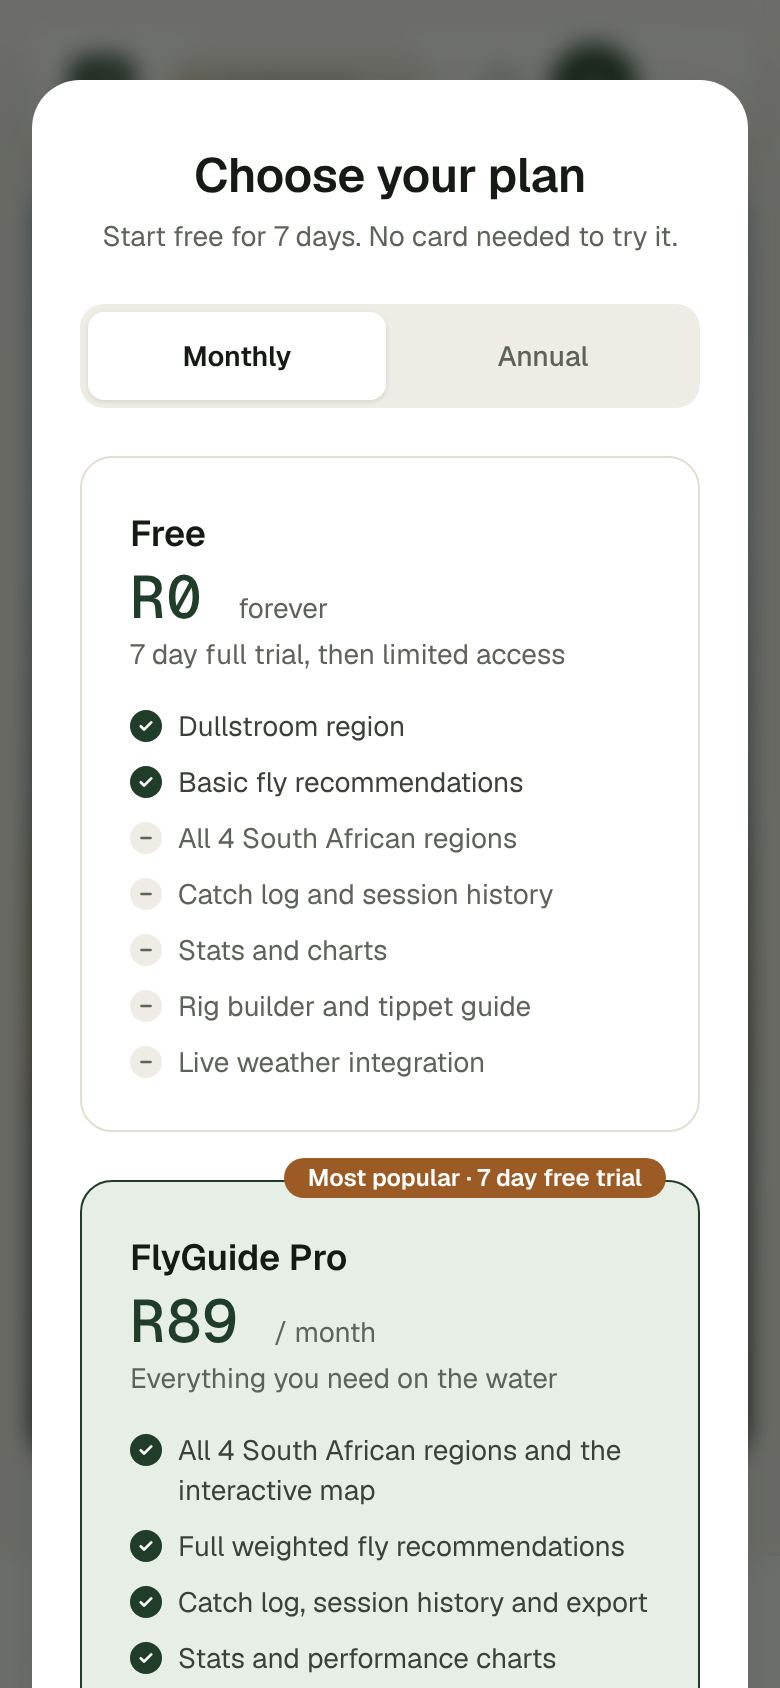 Choose your plan
Start free for 7 days. No card needed to try it.
Monthly
Annual
Free
R0 forever
7 day full trial, then limited access
Dullstroom region
Basic fly recommendations
All 4 South African regions
Catch log and session history
Stats and charts
Rig builder and tippet guide
Live weather integration
Most popular · 7 day free trial
FlyGuide Pro
R89 / month
Everything you need on the water
All 4 South African regions and the
interactive map
Full weighted fly recommendations
Catch log, session history and export
Stats and performance charts